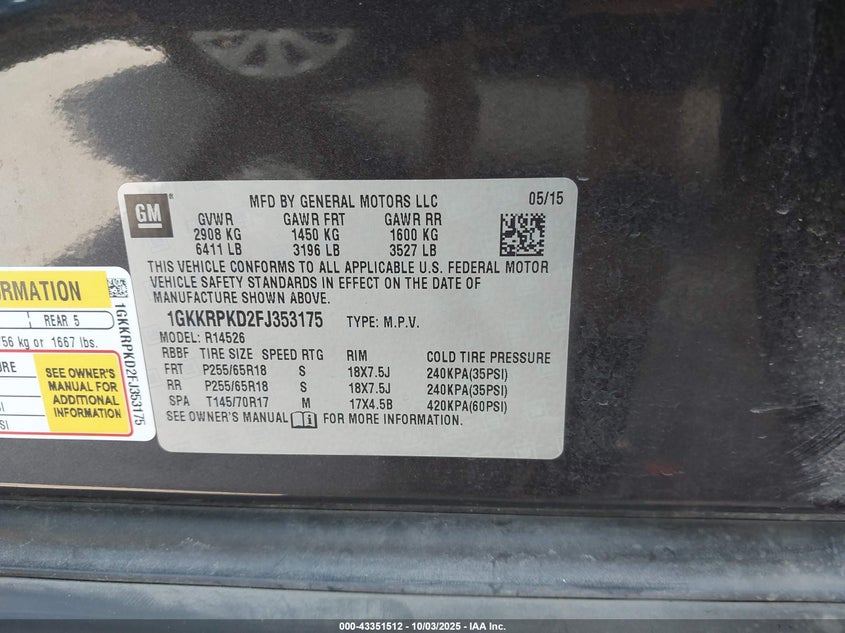 GM
MFD BY GENERAL MOTORS LLC 05/15
GVWR GAWR FRT GAWR RR
2908 KG 1450 KG 1600 KG
6411 LB 3196 LB 3527 LB
THIS VEHICLE CONFORMS TO ALL APPLICABLE U.S. FEDERAL MOTOR
VEHICLE SAFETY STANDARDS IN EFFECT ON THE DATE OF
MANUFACTURE SHOWN ABOVE.
1GKKRPKD2FJ353175 TYPE: M.P.V.
MODEL: R14526
RBBF TIRE SIZE SPEED RTG RIM COLD TIRE PRESSURE
FRT P255/65R18 S 18X7.5J 240KPA(35PSI)
RR P255/65R18 S 18X7.5J 240KPA(35PSI)
SPA T145/70R17 M 17X4.5B 420KPA(60PSI)
SEE OWNER'S MANUAL FOR MORE INFORMATION.
ORMATION
REAR 5
56 kg or 1667 lbs.
URE
SEE OWNER'S
MANUAL FOR
ADDITIONAL
INFORMATION
SI
SI
1GKKRPKD2FJ353175
000-43351512 - 10/03/2025 - IAA Inc.